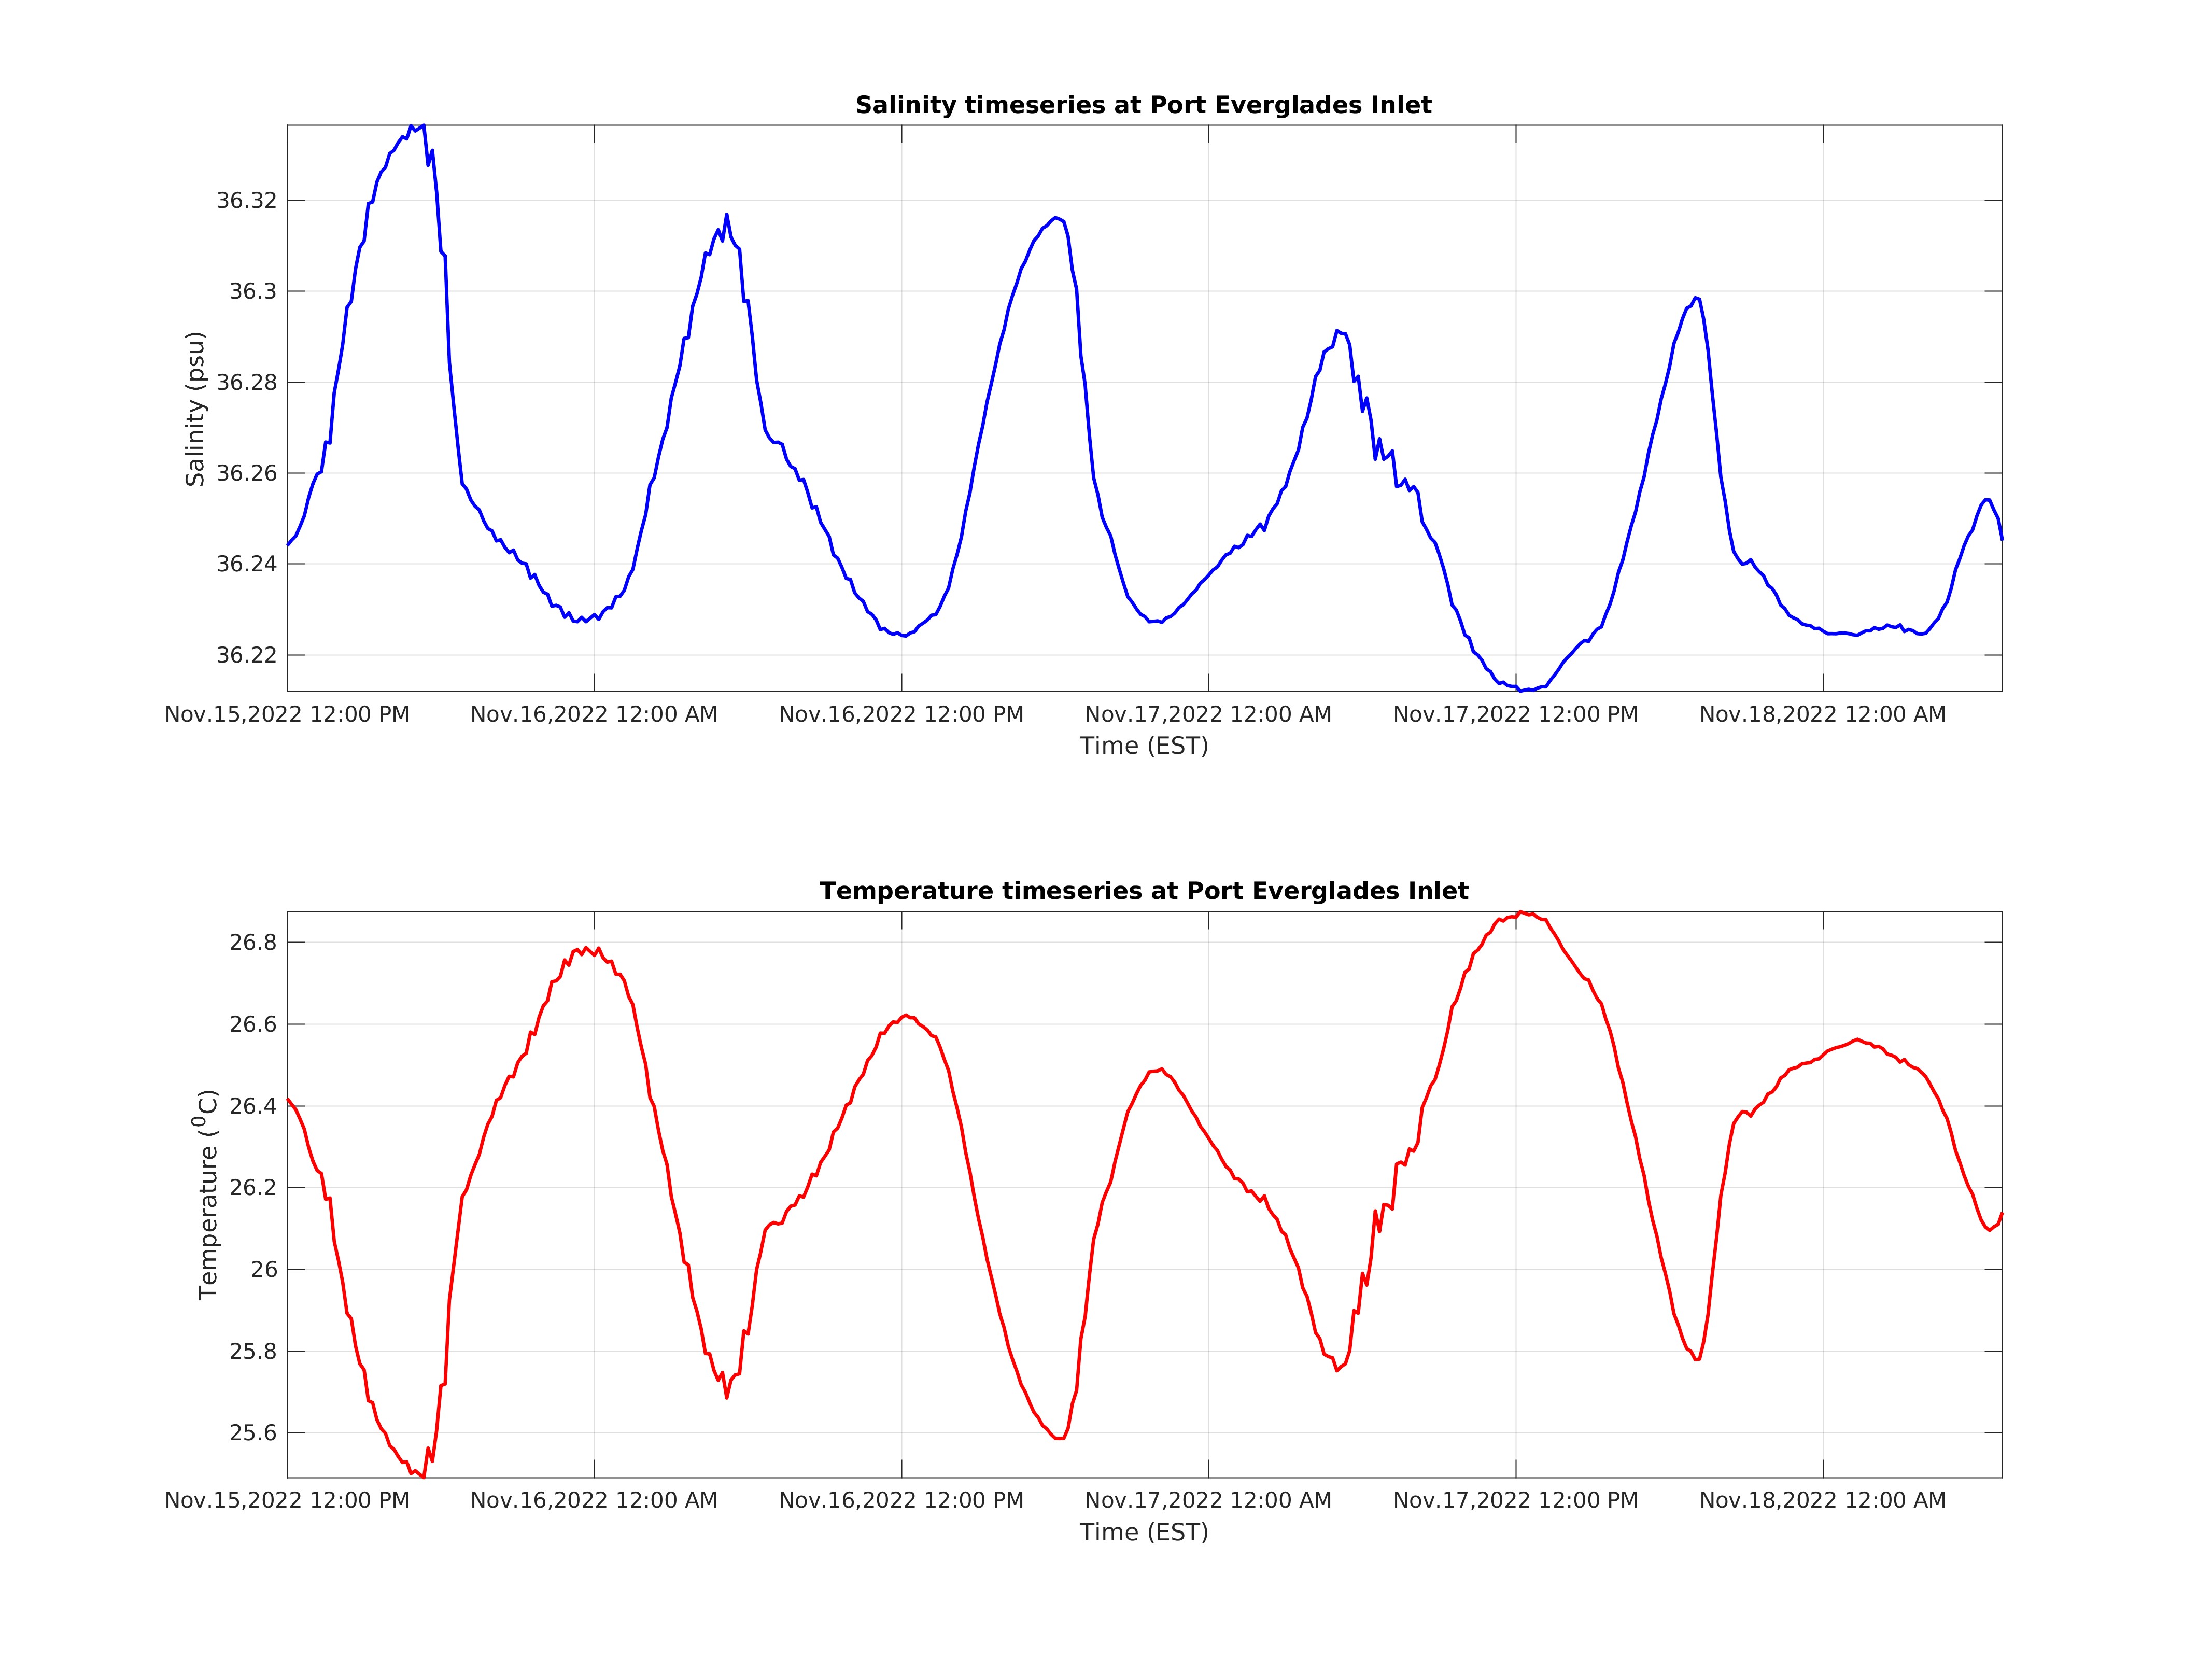 Salinity timeseries at Port Everglades Inlet
36.32
36.3
36.28
36.26
36.24
36.22
Salinity (psu)
Nov.15,2022 12:00 PM Nov.16,2022 12:00 AM Nov.16,2022 12:00 PM Nov.17,2022 12:00 AM Nov.17,2022 12:00 PM Nov.18,2022 12:00 AM
Time (EST)
Temperature timeseries at Port Everglades Inlet
26.8
26.6
26.4
26.2
26
25.8
25.6
Temperature (⁰C)
Nov.15,2022 12:00 PM Nov.16,2022 12:00 AM Nov.16,2022 12:00 PM Nov.17,2022 12:00 AM Nov.17,2022 12:00 PM Nov.18,2022 12:00 AM
Time (EST)